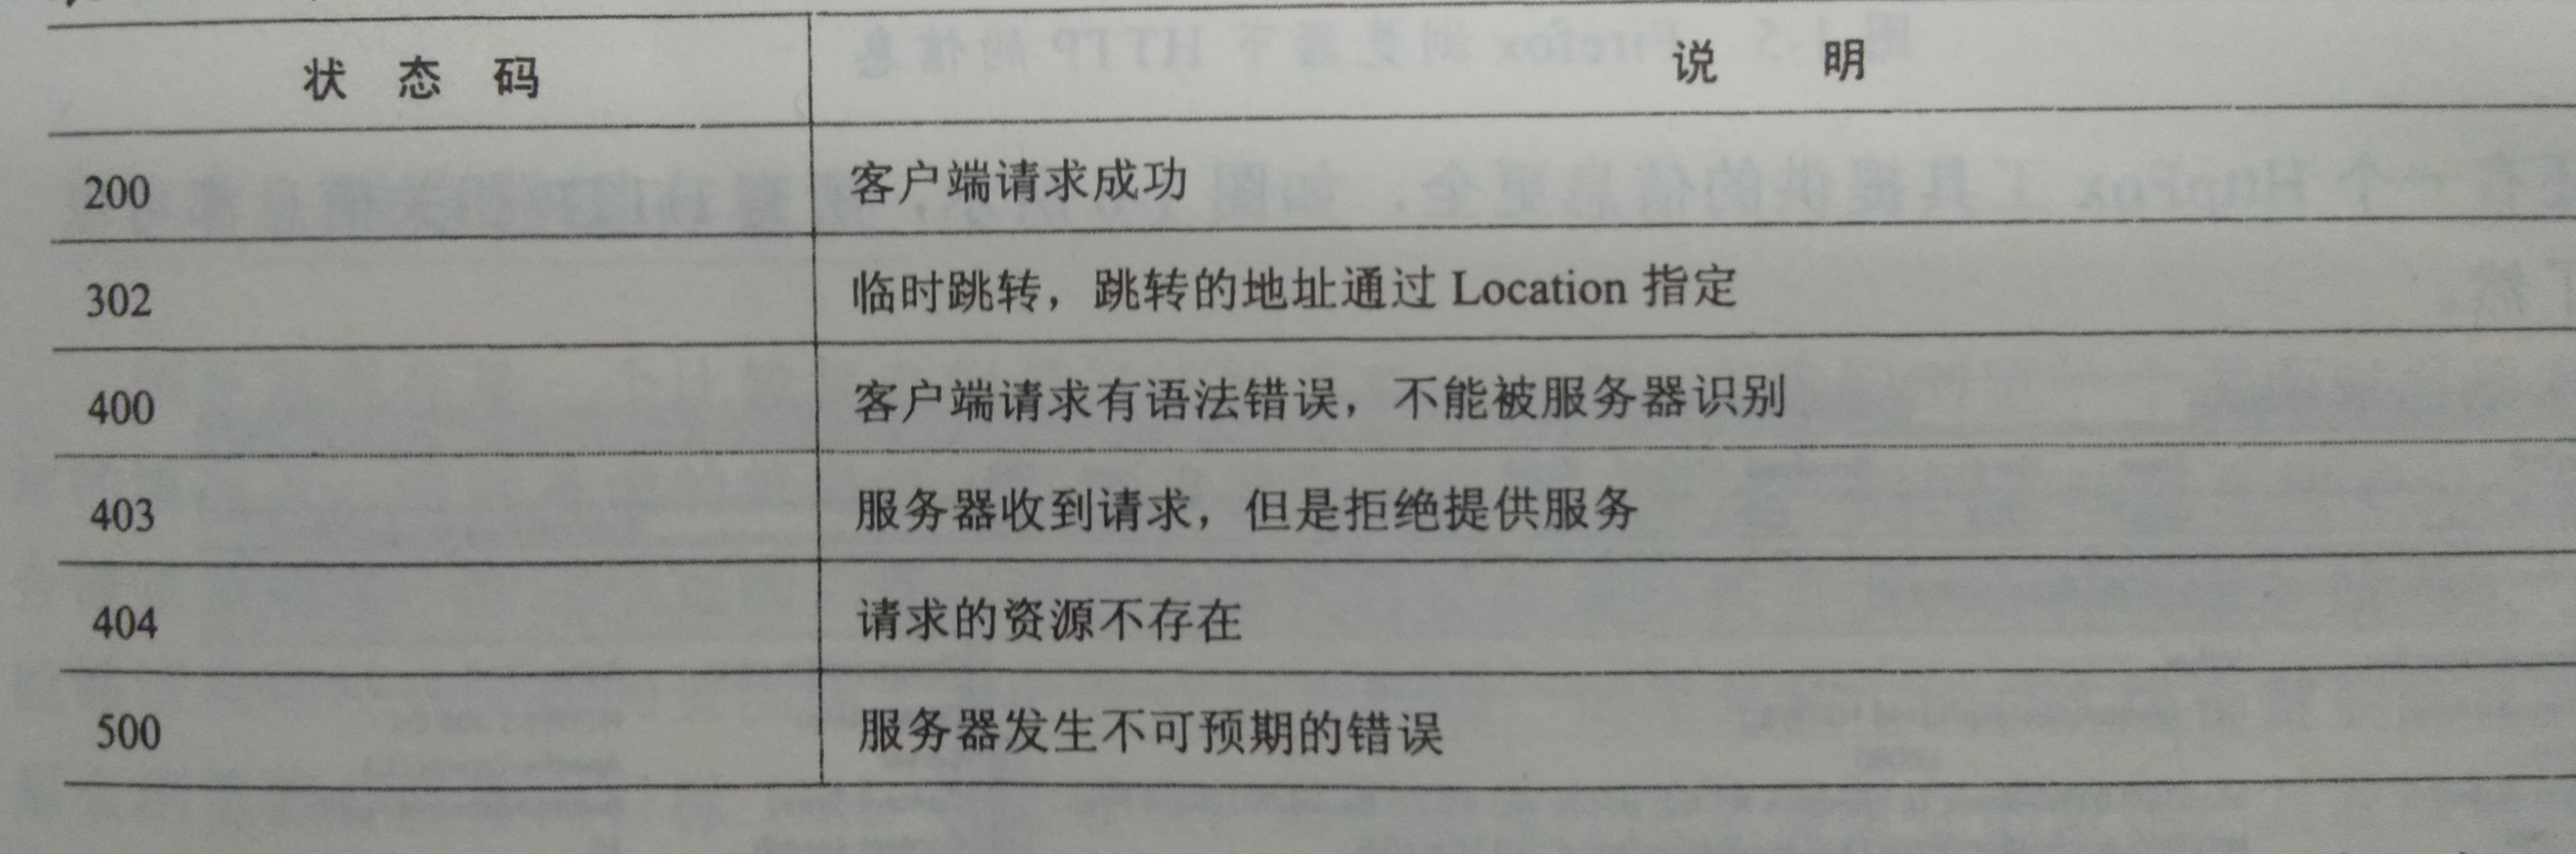 状 态 码 说 明
200 客户端请求成功
302 临时跳转，跳转的地址通过 Location 指定
400 客户端请求有语法错误，不能被服务器识别
403 服务器收到请求，但是拒绝提供服务
404 请求的资源不存在
500 服务器发生不可预期的错误